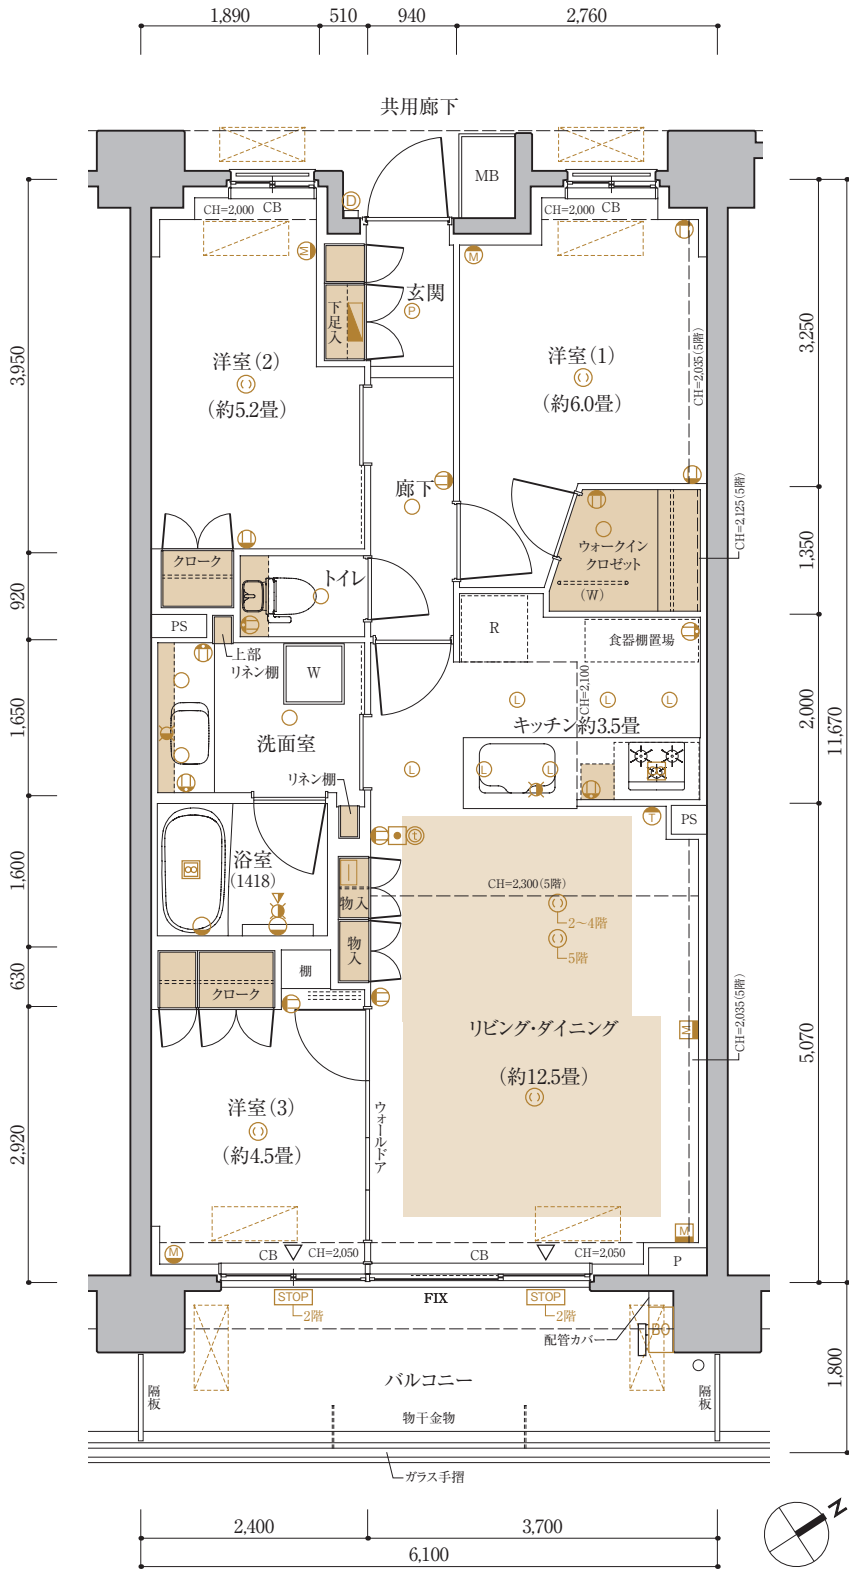 1,890
510
940
2,760
共用廊下
MB
D
CH=2,000
CB
CH=2,000
CB
M
M
玄関
P
下足入
洋室(2)
(約5.2畳)
洋室(1)
(約6.0畳)
CH=2,035(5階)
3,950
3,250
廊下
CH=2,125(5階)
ウォークイン
クロゼット
(W)
1,350
クローク
トイレ
920
PS
上部
リネン棚
R
食器棚置場
W
CH=2,100
L
L
L
キッチン約3.5畳
1,650
2,000
11,670
洗面室
L
L
L
リネン棚
T
PS
t
浴室
(1418)
1,600
CH=2,300(5階)
物入
2～4階
5階
物入
630
棚
クローク
CH=2,035(5階)
リビング・ダイニング
M
5,070
(約12.5畳)
洋室(3)
(約4.5畳)
ウォールドア
2,920
M
M
CB
CH=2,050
CB
CH=2,050
P
STOP
2階
FIX
STOP
2階
配管カバー
BO
バルコニー
隔板
隔板
1,800
物干金物
ガラス手摺
N
2,400
3,700
6,100